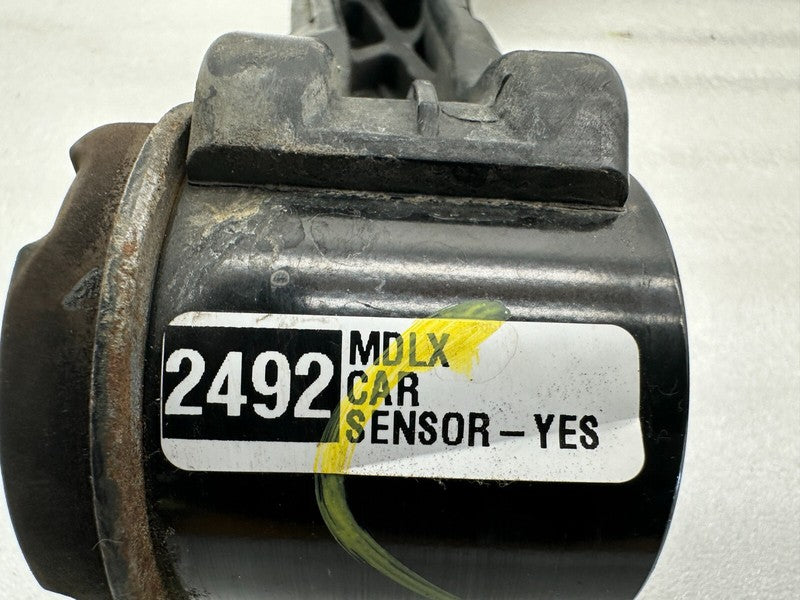 2492
MDLX
CAR
SENSOR-YES